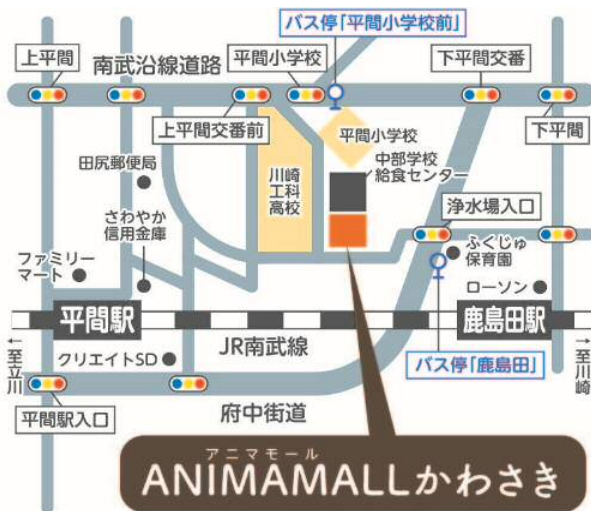 バス停「平間小学校前」
上平間
南武沿線道路
平間小学校
下平間交番
上平間交番前
下平間
平間小学校
田尻郵便局
中部学校
給食センター
川崎
工科
高校
さわやか
信用金庫
浄水場入口
ふくじゅ
保育園
ファミリー
マート
ローソン
平間駅
鹿島田駅
JR南武線
←至立川
→至川崎
クリエイトSD
バス停「鹿島田」
平間駅入口
府中街道
アニマモール
ANIMAMALLかわさき